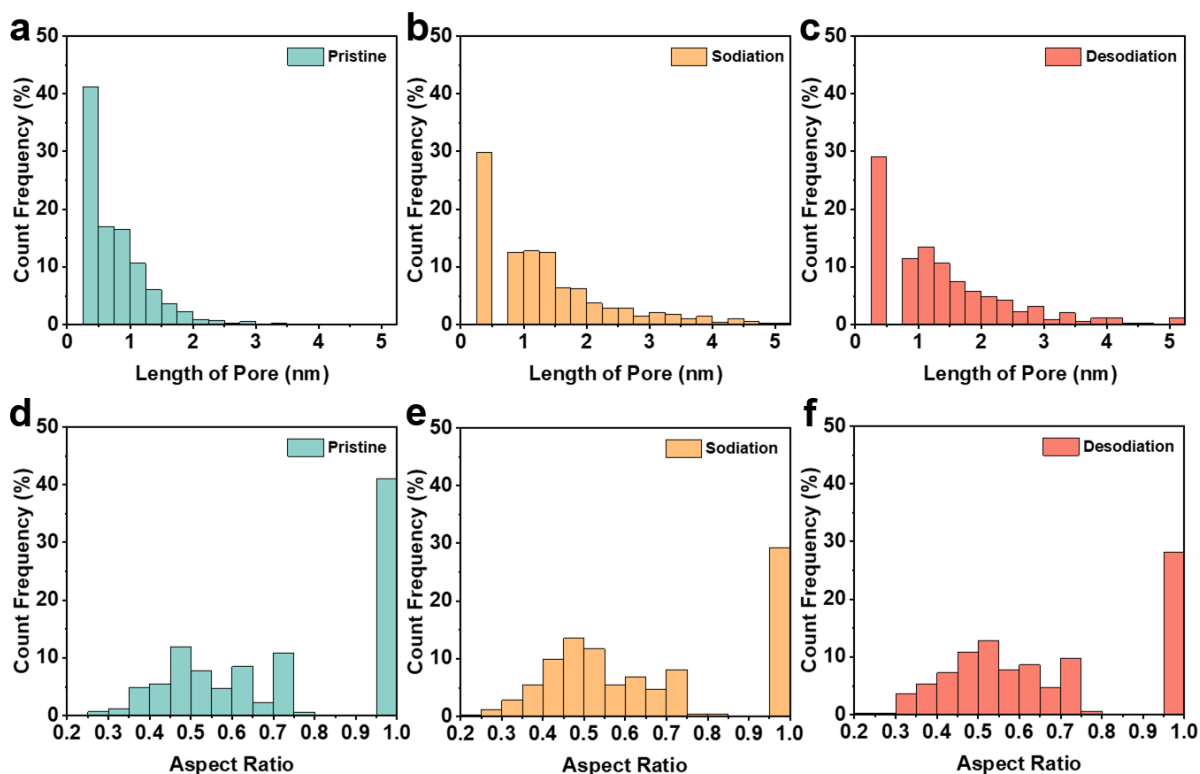 a
50
40
30
20
10
0
Count Frequency (%)
Pristine
0 1 2 3 4 5
Length of Pore (nm)
b
50
40
30
20
10
0
Count Frequency (%)
Sodiation
0 1 2 3 4 5
Length of Pore (nm)
c
50
40
30
20
10
0
Count Frequency (%)
Desodiation
0 1 2 3 4 5
Length of Pore (nm)
d
50
40
30
20
10
0
Count Frequency (%)
Pristine
0.2 0.3 0.4 0.5 0.6 0.7 0.8 0.9 1.0
Aspect Ratio
e
50
40
30
20
10
0
Count Frequency (%)
Sodiation
0.2 0.3 0.4 0.5 0.6 0.7 0.8 0.9 1.0
Aspect Ratio
f
50
40
30
20
10
0
Count Frequency (%)
Desodiation
0.2 0.3 0.4 0.5 0.6 0.7 0.8 0.9 1.0
Aspect Ratio